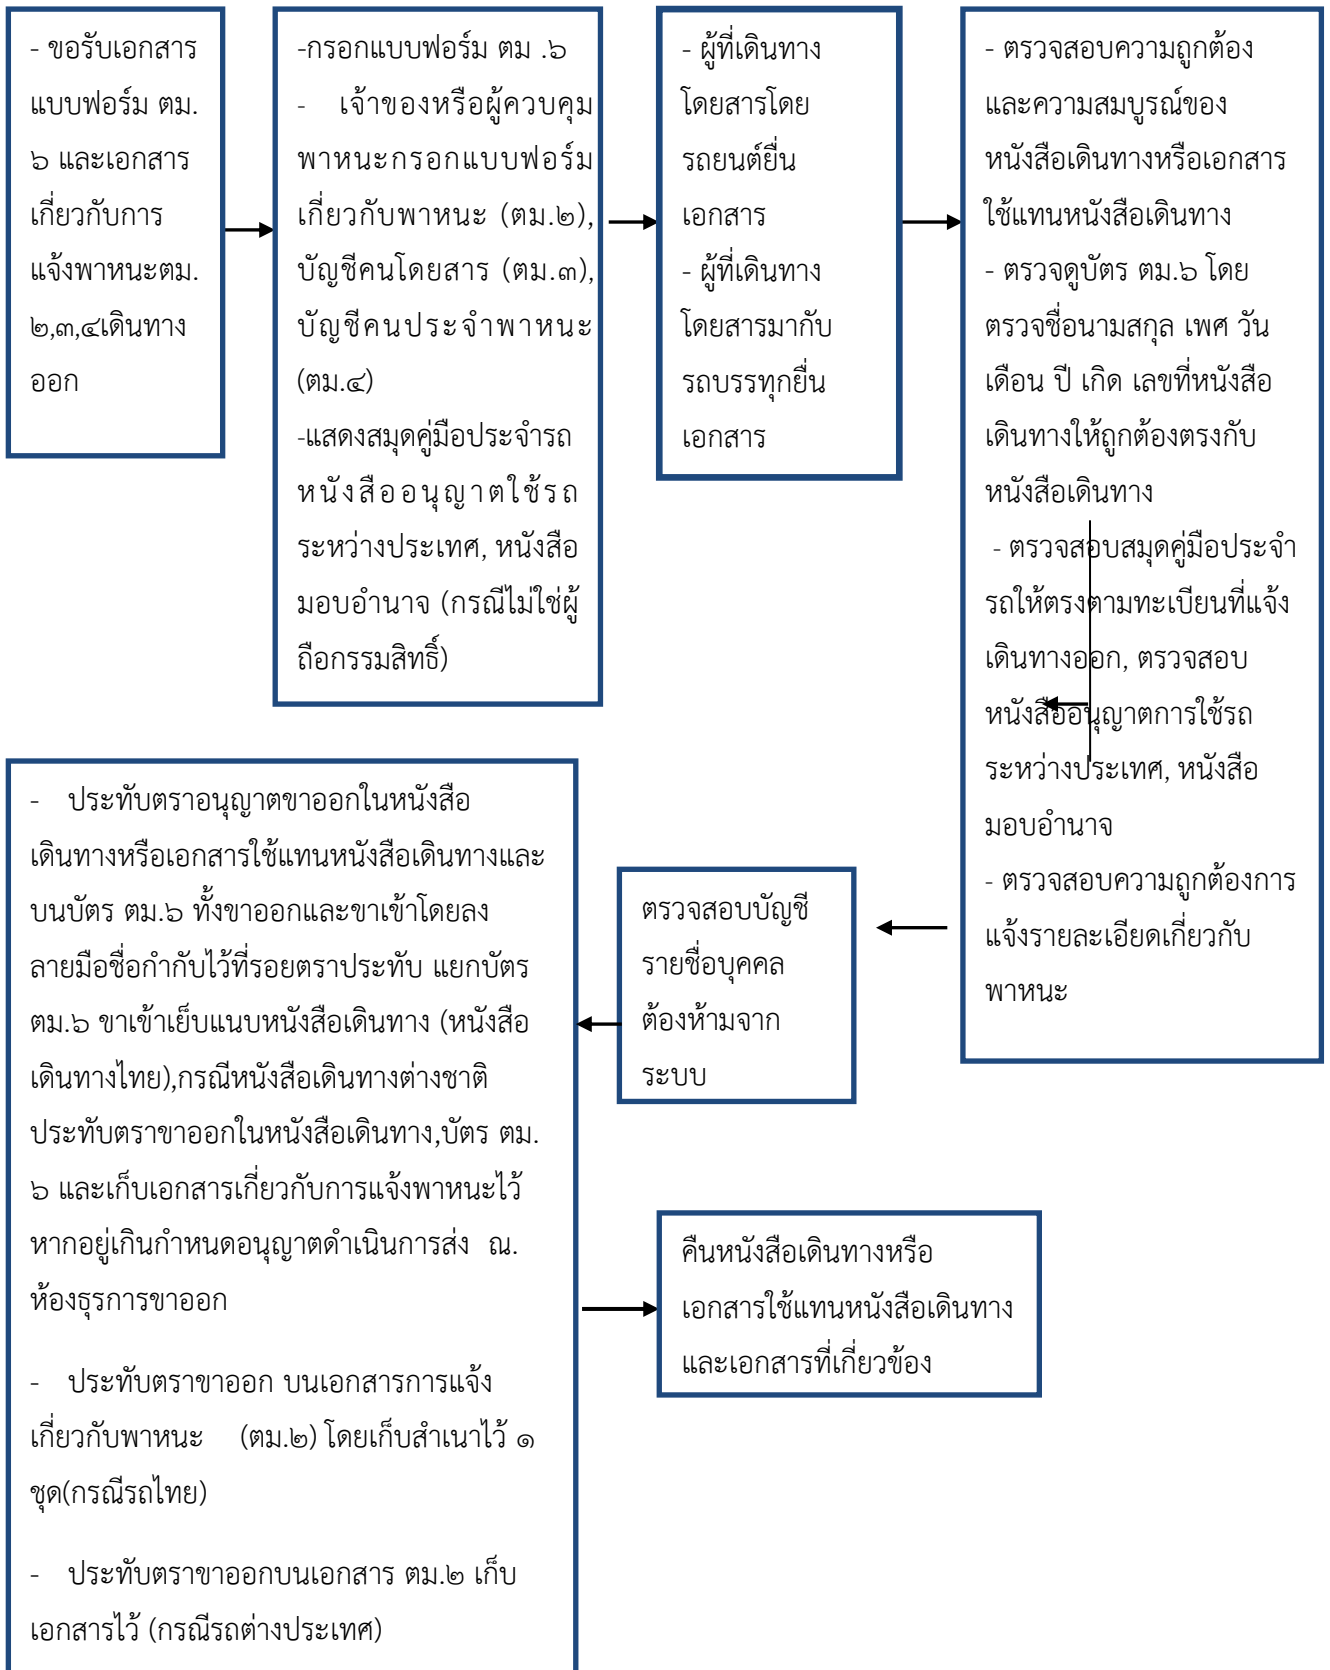 - ขอรับเอกสาร
แบบฟอร์ม ตม.
๖ และเอกสาร
เกี่ยวกับการ
แจ้งพาหนะตม.
๒,๓,๔เดินทาง
ออก
-กรอกแบบฟอร์ม ตม .๖
- เจ้าของหรือผู้ควบคุม
พาหนะกรอกแบบฟอร์ม
เกี่ยวกับพาหนะ (ตม.๒),
บัญชีคนโดยสาร (ตม.๓),
บัญชีคนประจำพาหนะ
(ตม.๔)
-แสดงสมุดคู่มือประจำรถ
หนังสืออนุญาตใช้รถ
ระหว่างประเทศ, หนังสือ
มอบอำนาจ (กรณีไม่ใช่ผู้
ถือกรรมสิทธิ์)
- ผู้ที่เดินทาง
โดยสารโดย
รถยนต์ยื่น
เอกสาร
- ผู้ที่เดินทาง
โดยสารมากับ
รถบรรทุกยื่น
เอกสาร
- ตรวจสอบความถูกต้อง
และความสมบูรณ์ของ
หนังสือเดินทางหรือเอกสาร
ใช้แทนหนังสือเดินทาง
- ตรวจดูบัตร ตม.๖ โดย
ตรวจชื่อนามสกุล เพศ วัน
เดือน ปี เกิด เลขที่หนังสือ
เดินทางให้ถูกต้องตรงกับ
หนังสือเดินทาง
- ตรวจสอบสมุดคู่มือประจำ
รถให้ตรงตามทะเบียนที่แจ้ง
เดินทางออก, ตรวจสอบ
หนังสืออนุญาตการใช้รถ
ระหว่างประเทศ, หนังสือ
มอบอำนาจ
- ตรวจสอบความถูกต้องการ
แจ้งรายละเอียดเกี่ยวกับ
พาหนะ
ตรวจสอบบัญชี
รายชื่อบุคคล
ต้องห้ามจาก
ระบบ
- ประทับตราอนุญาตขาออกในหนังสือ
เดินทางหรือเอกสารใช้แทนหนังสือเดินทางและ
บนบัตร ตม.๖ ทั้งขาออกและขาเข้าโดยลง
ลายมือชื่อกำกับไว้ที่รอยตราประทับ แยกบัตร
ตม.๖ ขาเข้าเย็บแนบหนังสือเดินทาง (หนังสือ
เดินทางไทย),กรณีหนังสือเดินทางต่างชาติ
ประทับตราขาออกในหนังสือเดินทาง,บัตร ตม.
๖ และเก็บเอกสารเกี่ยวกับการแจ้งพาหนะไว้
หากอยู่เกินกำหนดอนุญาตดำเนินการส่ง ณ.
ห้องธุรการขาออก
- ประทับตราขาออก บนเอกสารการแจ้ง
เกี่ยวกับพาหนะ (ตม.๒) โดยเก็บสำเนาไว้ ๑
ชุด(กรณีรถไทย)
- ประทับตราขาออกบนเอกสาร ตม.๒ เก็บ
เอกสารไว้ (กรณีรถต่างประเทศ)
คืนหนังสือเดินทางหรือ
เอกสารใช้แทนหนังสือเดินทาง
และเอกสารที่เกี่ยวข้อง